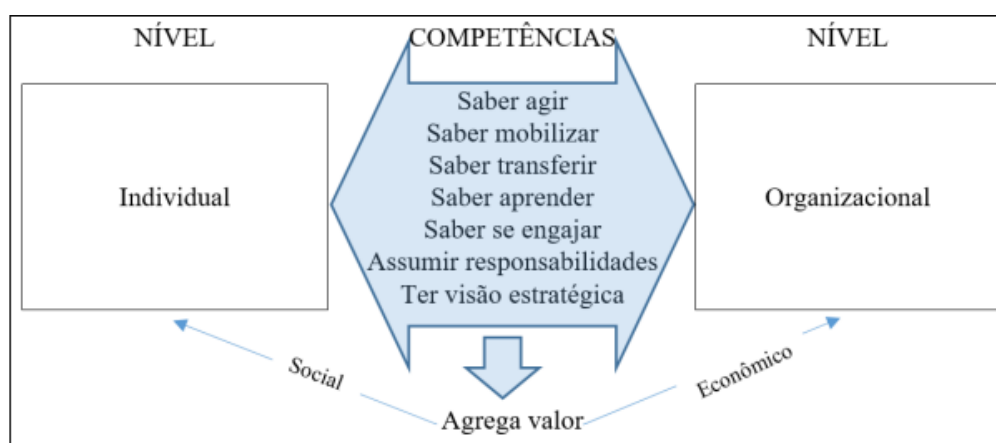 NÍVEL
COMPETÊNCIAS
NÍVEL
Individual
Saber agir
Saber mobilizar
Saber transferir
Saber aprender
Saber se engajar
Assumir responsabilidades
Ter visão estratégica
Organizacional
Social
Econômico
Agrega valor